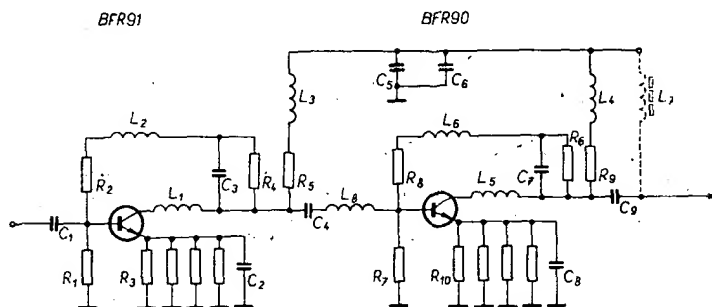 BFR91 BFR90
C5 C6
L3 L4 L7
L2 L6
R2 C3 R4 R5 R8 C7 R6 R9
L1 L8 L5
C1 C4 C9
R1 R3 C2 R7 R10 C8